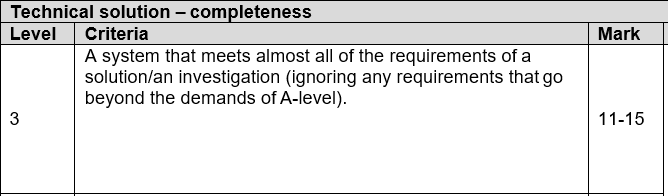 Technical solution – completeness
Level Criteria Mark
A system that meets almost all of the requirements of a
solution/an investigation (ignoring any requirements that go
beyond the demands of A-level).
3 11-15